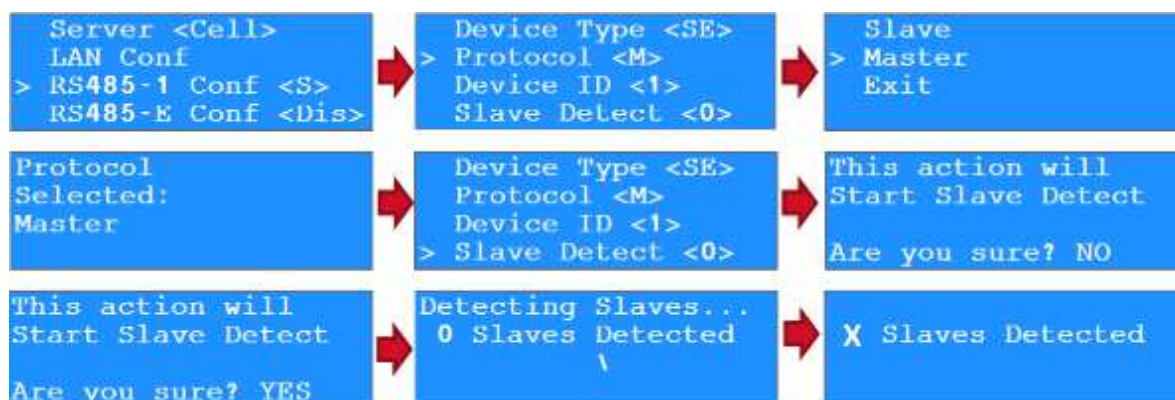 Server <Cell>
LAN Conf
> RS485-1 Conf <S>
RS485-E Conf <Dis>
Device Type <SE>
> Protocol <M>
Device ID <1>
Slave Detect <0>
Slave
> Master
Exit
Protocol
Selected:
Master
Device Type <SE>
Protocol <M>
Device ID <1>
> Slave Detect <0>
This action will
Start Slave Detect
Are you sure? NO
This action will
Start Slave Detect
Are you sure? YES
Detecting Slaves...
0 Slaves Detected
\
X Slaves Detected